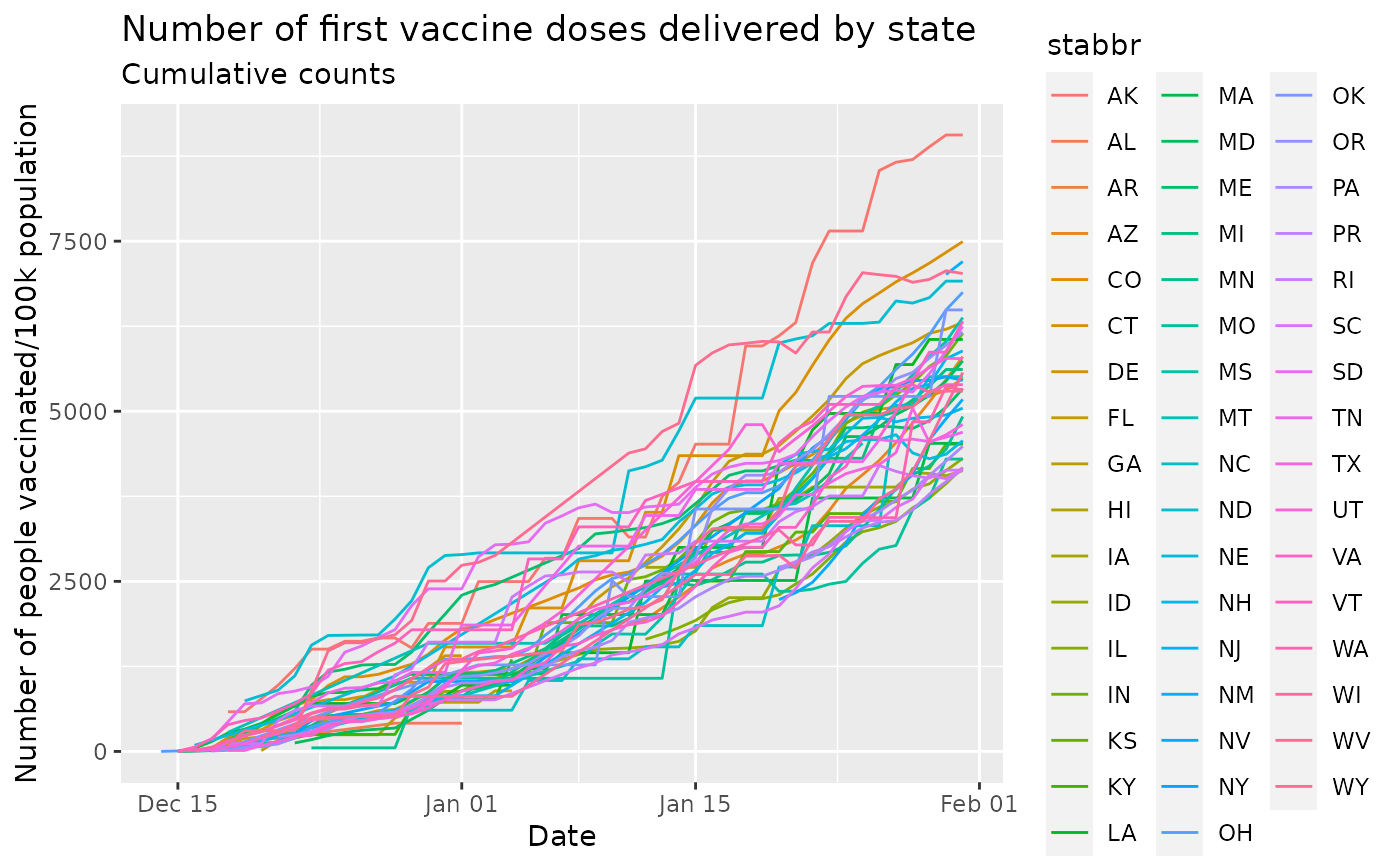 Number of first vaccine doses delivered by state
Cumulative counts
Number of people vaccinated/100k population
7500
5000
2500
0
Dec 15
Jan 01
Jan 15
Feb 01
Date
stabbr
AK
AL
AR
AZ
CO
CT
DE
FL
GA
HI
IA
ID
IL
IN
KS
KY
LA
MA
MD
ME
MI
MN
MO
MS
MT
NC
ND
NE
NH
NJ
NM
NV
NY
OH
OK
OR
PA
PR
RI
SC
SD
TN
TX
UT
VA
VT
WA
WI
WV
WY